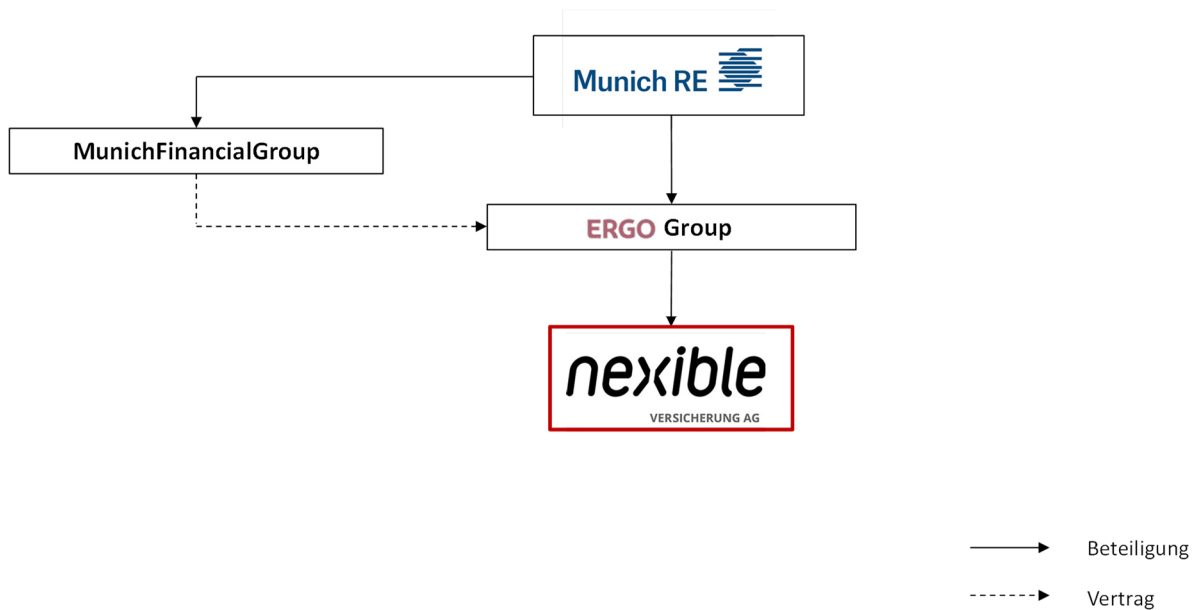 Munich RE
MunichFinancialGroup
ERGO Group
nexible
VERSICHERUNG AG
Beteiligung
Vertrag